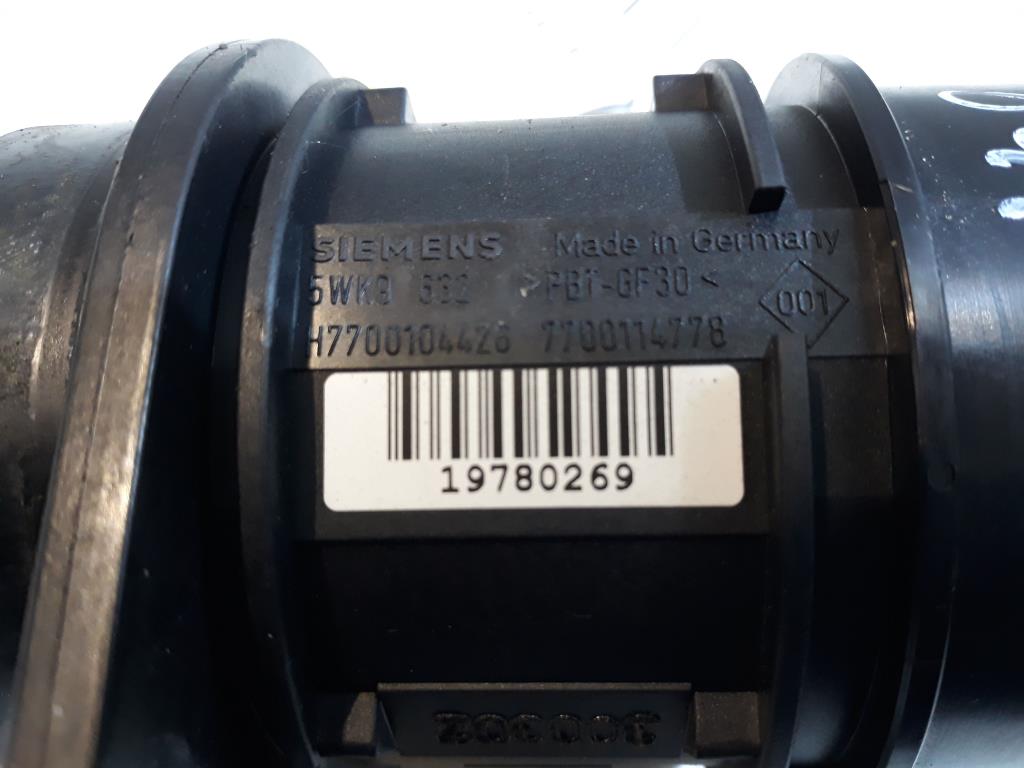 SIEMENS Made in Germany
5WK9 632 >PBT-GF30< 001
H7700104426 7700114778
19780269